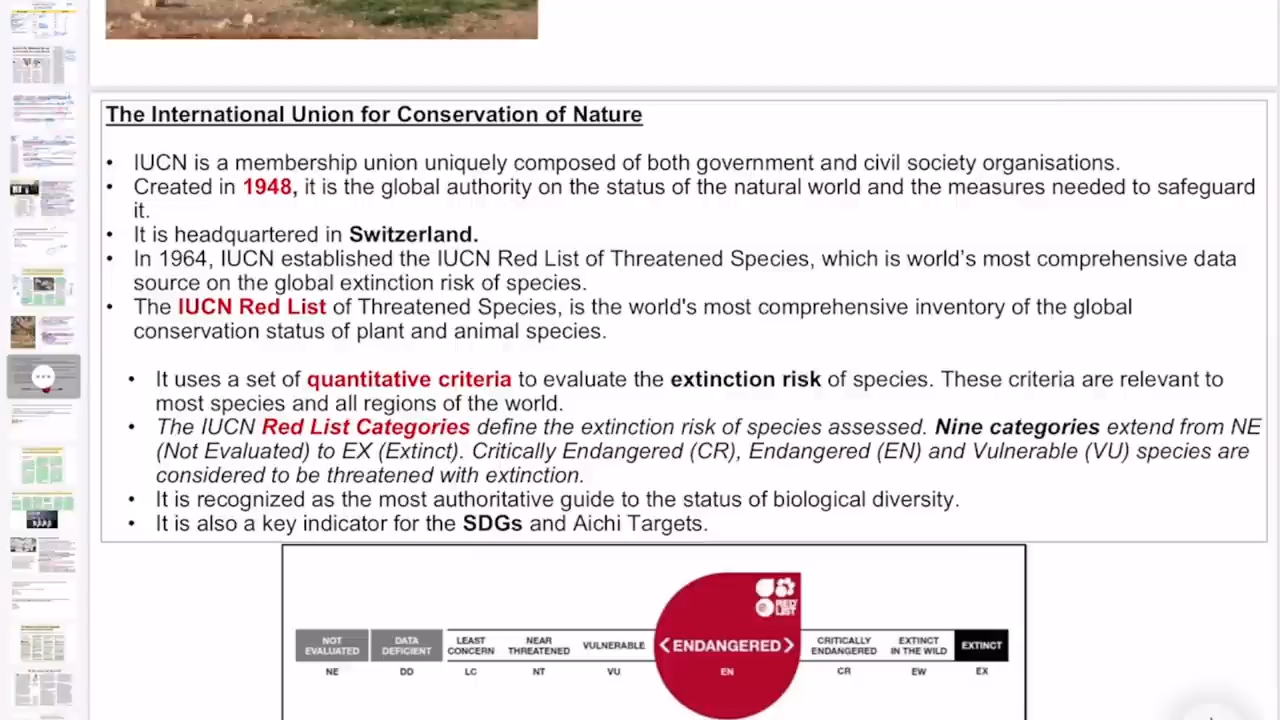 The International Union for Conservation of Nature
• IUCN is a membership union uniquely composed of both government and civil society organisations.
• Created in 1948, it is the global authority on the status of the natural world and the measures needed to safeguard
it.
• It is headquartered in Switzerland.
• In 1964, IUCN established the IUCN Red List of Threatened Species, which is world's most comprehensive data
source on the global extinction risk of species.
• The IUCN Red List of Threatened Species, is the world's most comprehensive inventory of the global
conservation status of plant and animal species.
• It uses a set of quantitative criteria to evaluate the extinction risk of species. These criteria are relevant to
most species and all regions of the world.
• The IUCN Red List Categories define the extinction risk of species assessed. Nine categories extend from NE
(Not Evaluated) to EX (Extinct). Critically Endangered (CR), Endangered (EN) and Vulnerable (VU) species are
considered to be threatened with extinction.
• It is recognized as the most authoritative guide to the status of biological diversity.
• It is also a key indicator for the SDGs and Aichi Targets.
RED
LIST
NOT EVALUATED DATA DEFICIENT LEAST CONCERN NEAR THREATENED VULNERABLE <ENDANGERED> CRITICALLY ENDANGERED EXTINCT IN THE WILD EXTINCT
NE DD LC NT VU EN CR EW EX